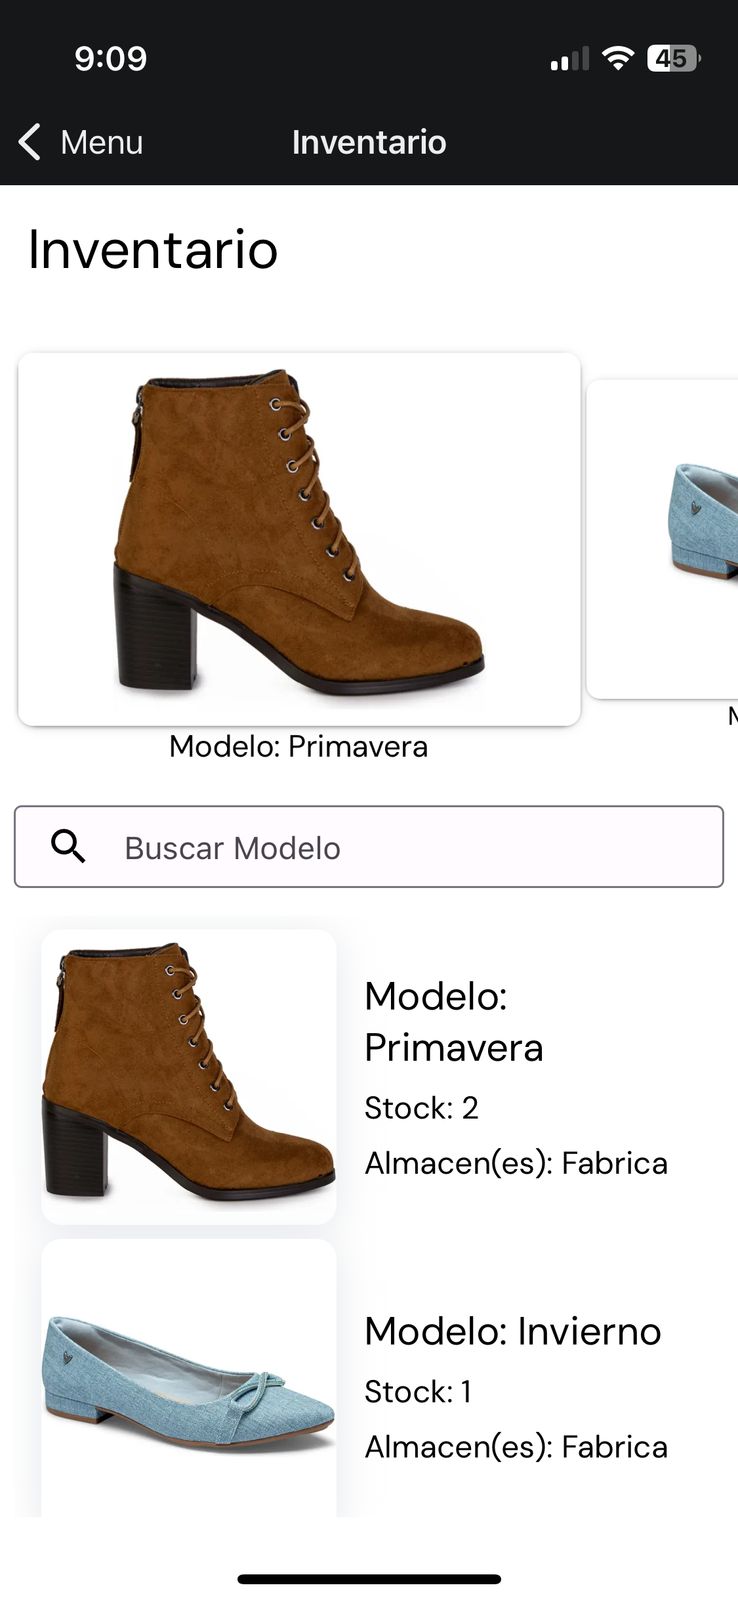 9:09
45
Menu
Inventario
Inventario
Modelo: Primavera
Buscar Modelo
Modelo:
Primavera
Stock: 2
Almacen(es): Fabrica
Modelo: Invierno
Stock: 1
Almacen(es): Fabrica